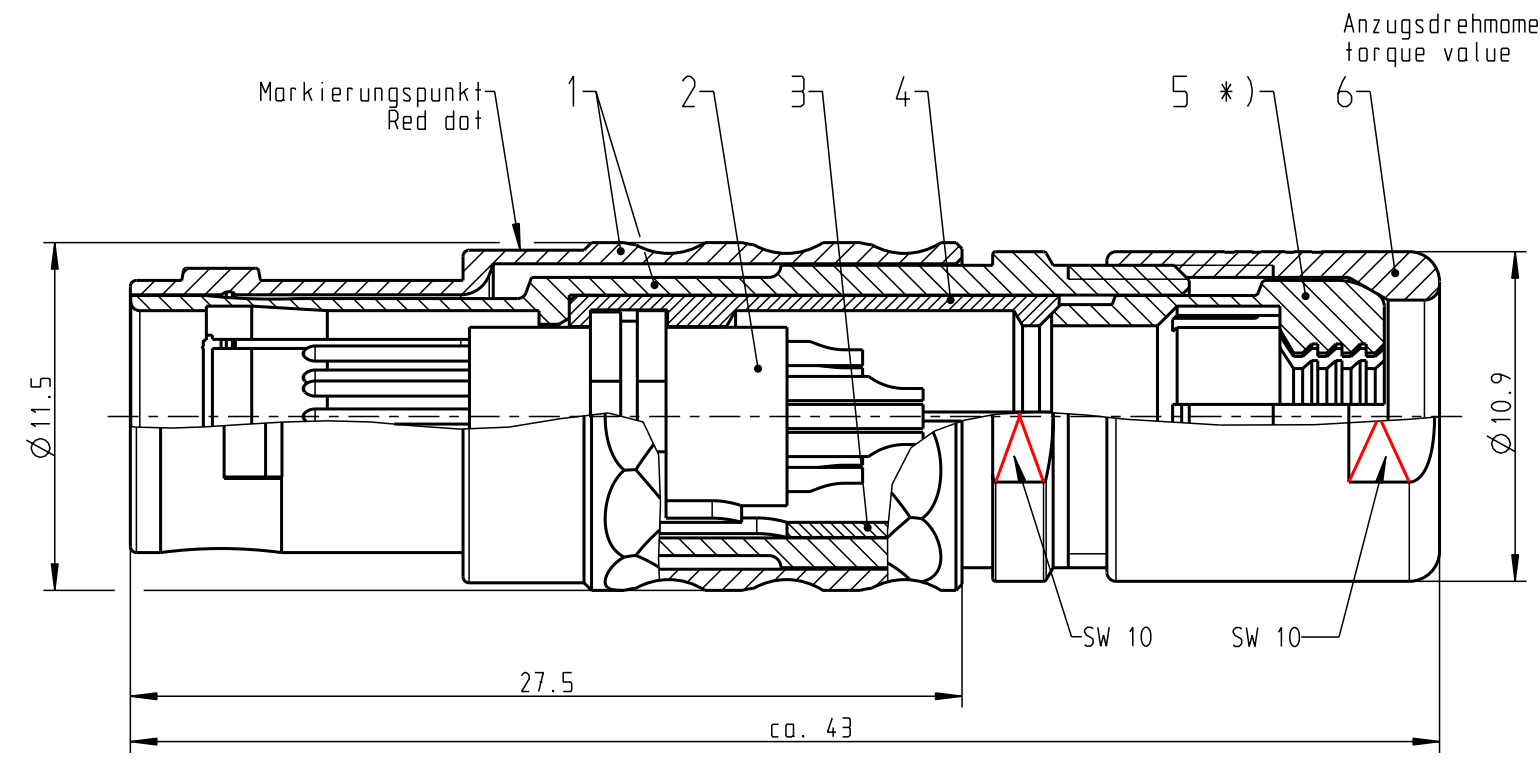 Anzugsdrehmome
torque value
Markierungspunkt
Red dot
1
2
3
4
5 *)
6
Ø11.5
Ø10.9
SW 10
SW 10
27.5
ca. 43